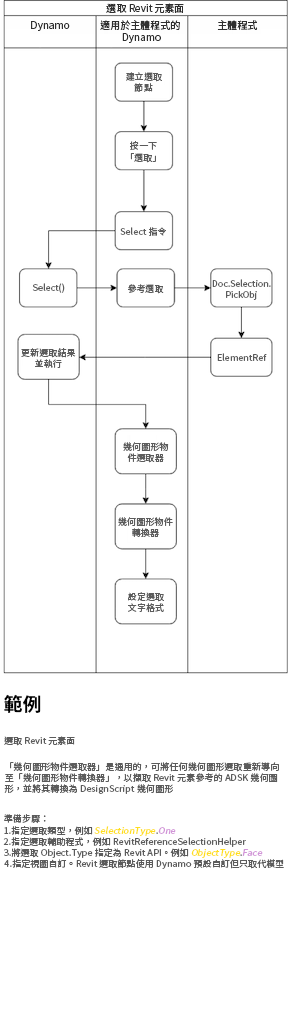 選取 Revit 元素面
Dynamo
適用於主體程式的
Dynamo
主體程式
建立選取
節點
按一下
「選取」
Select 指令
Select()
參考選取
Doc.Selection.
PickObj
更新選取結果
並執行
ElementRef
幾何圖形物
件選取器
幾何圖形物件
轉換器
設定選取
文字格式
範例
選取 Revit 元素面
「幾何圖形物件選取器」是通用的，可將任何幾何圖形選取重新導向
至「幾何圖形物件轉換器」，以擷取 Revit 元素參考的 ADSK 幾何圖
形，並將其轉換為 DesignScript 幾何圖形
準備步驟：
1.指定選取類型，例如 SelectionType.One
2.指定選取輔助程式，例如 RevitReferenceSelectionHelper
3.將選取 Object.Type 指定為 Revit API。例如 ObjectType.Face
4.指定視圖自訂。Revit 選取節點使用 Dynamo 預設自訂但只取代模型